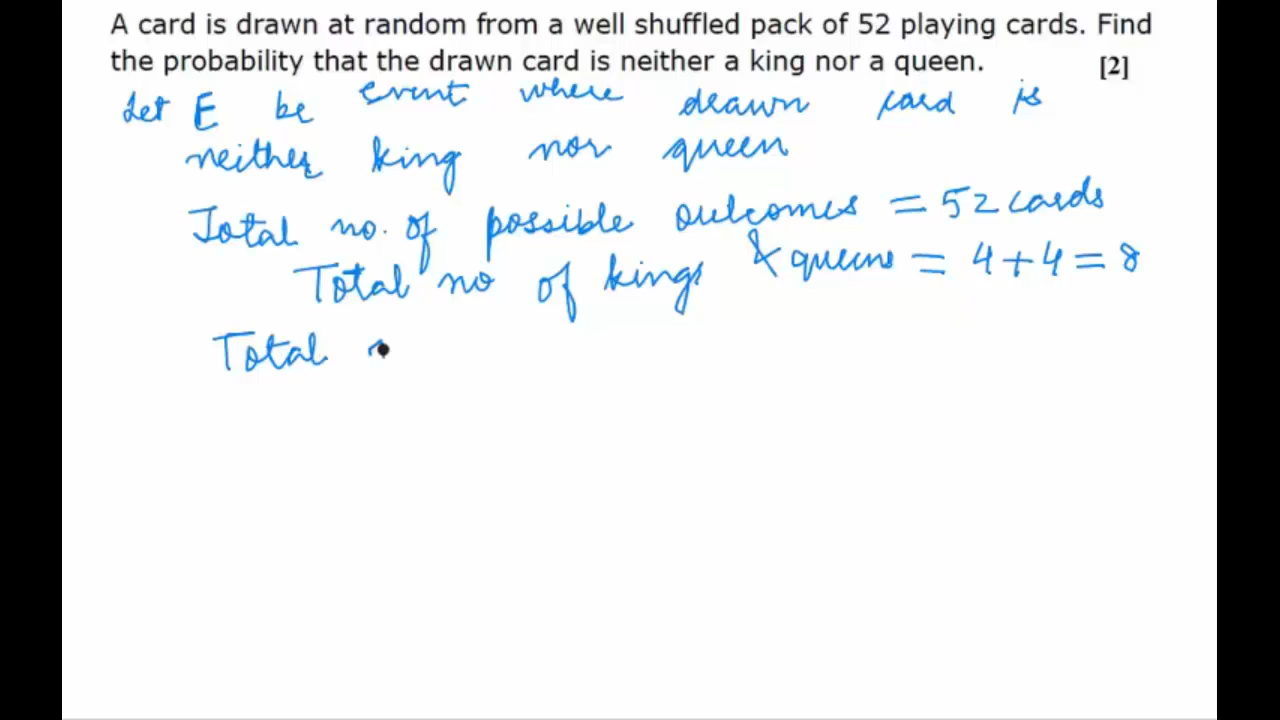 A card is drawn at random from a well shuffled pack of 52 playing cards. Find
the probability that the drawn card is neither a king nor a queen. [2]
Let E be event where drawn card is
neither king nor queen
Total no. of possible outcomes = 52 cards
Total no of kings & queens = 4 + 4 = 8
Total